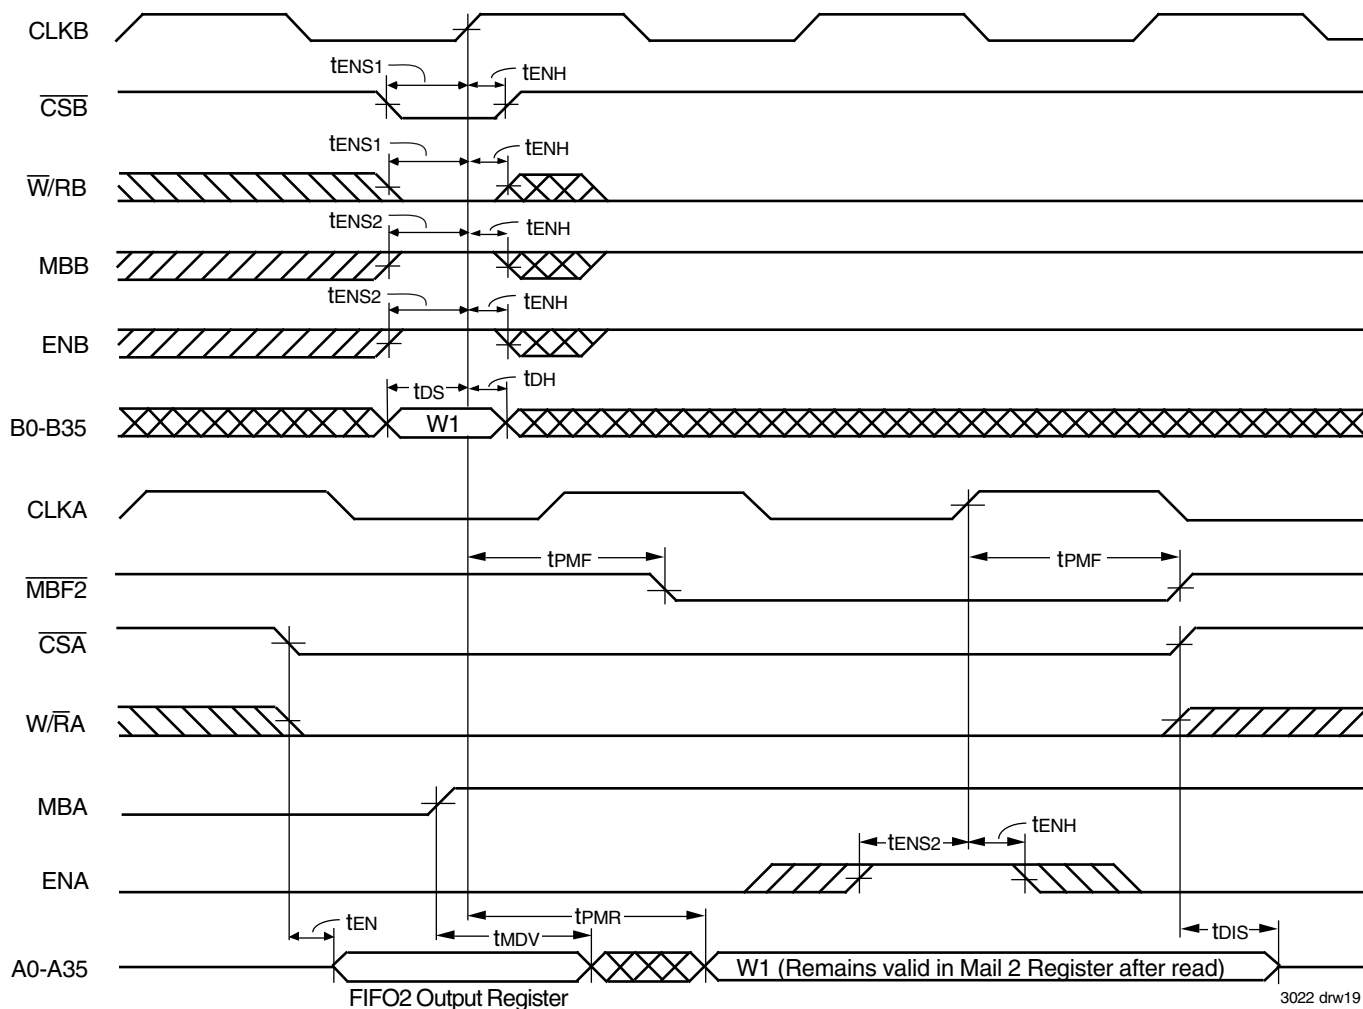 CLKB
tENS1
tENH
CSB
tENS1
tENH
W/RB
tENS2
tENH
MBB
tENS2
tENH
ENB
tDS
tDH
B0-B35
W1
CLKA
tPMF
tPMF
MBF2
CSA
W/RA
MBA
tENS2
tENH
ENA
tEN
tPMR
tMDV
tDIS
A0-A35
W1 (Remains valid in Mail 2 Register after read)
FIFO2 Output Register
3022 drw19